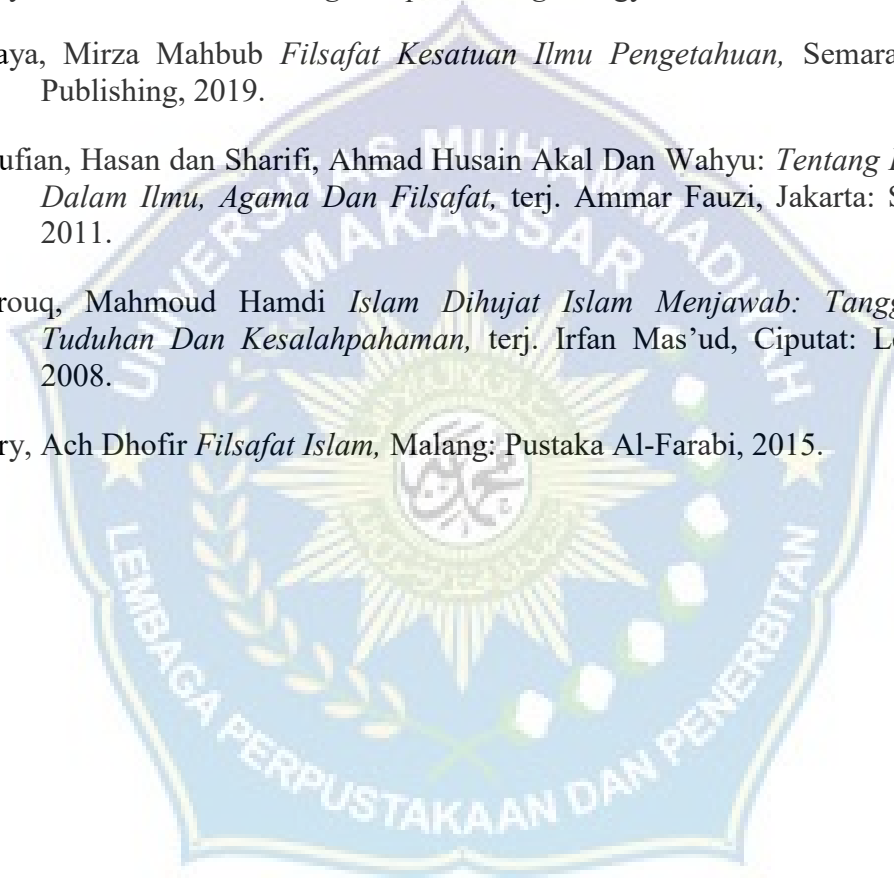 aya, Mirza Mahbub Filsafat Kesatuan Ilmu Pengetahuan, Semara
Publishing, 2019.
ufian, Hasan dan Sharifi, Ahmad Husain Akal Dan Wahyu: Tentang
Dalam Ilmu, Agama Dan Filsafat, terj. Ammar Fauzi, Jakarta: S
2011.
rouq, Mahmoud Hamdi Islam Dihujat Islam Menjawab: Tangg
Tuduhan Dan Kesalahpahaman, terj. Irfan Mas’ud, Ciputat: L
2008.
ry, Ach Dhofir Filsafat Islam, Malang: Pustaka Al-Farabi, 2015.
UNIVERSITAS MUHAMMADIYAH
MAKASSAR
LEMBAGA PERPUSTAKAAN DAN PENERBITAN